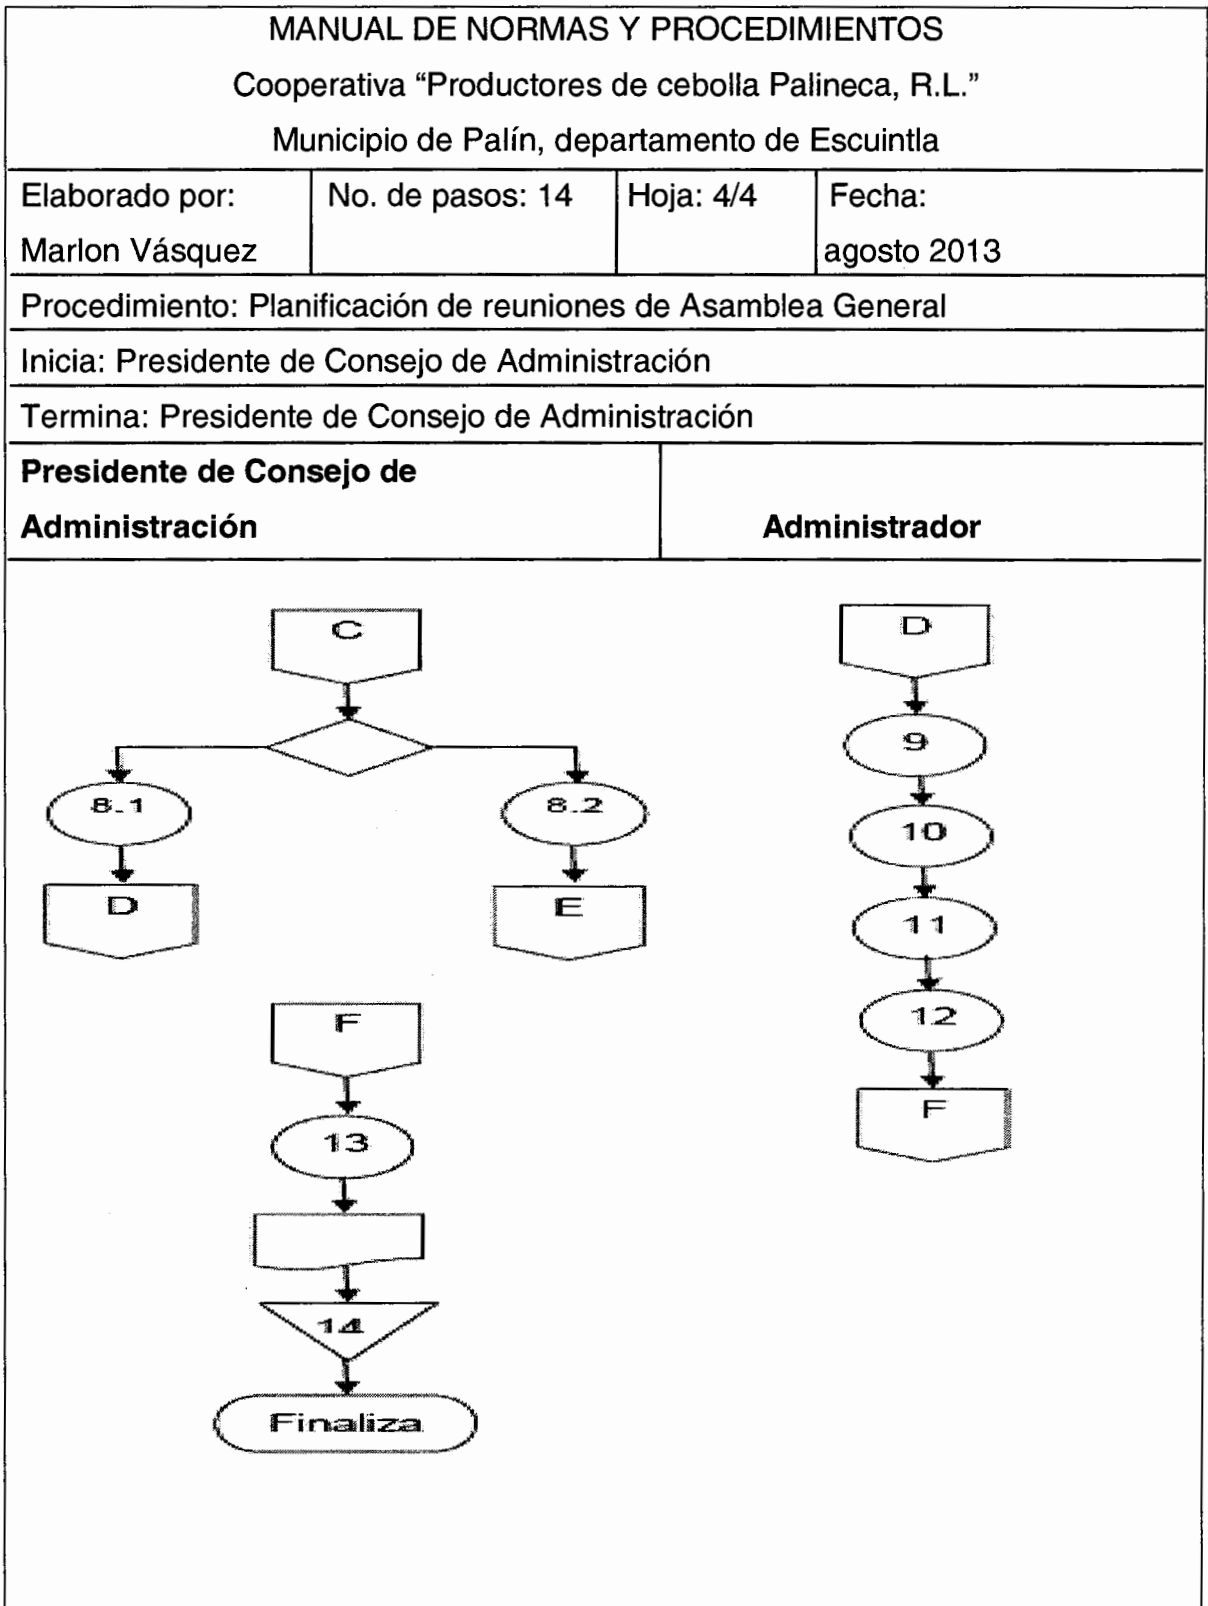 MANUAL DE NORMAS Y PROCEDIMIENTOS
Cooperativa “Productores de cebolla Palineca, R.L.”
Municipio de Palín, departamento de Escuintla
Elaborado por:
Marlon Vásquez
No. de pasos: 14
Hoja: 4/4
Fecha:
agosto 2013
Procedimiento: Planificación de reuniones de Asamblea General
Inicia: Presidente de Consejo de Administración
Termina: Presidente de Consejo de Administración
Presidente de Consejo de
Administración
Administrador
C
8.1
8.2
D
E
F
13
14
Finaliza
D
9
10
11
12
F